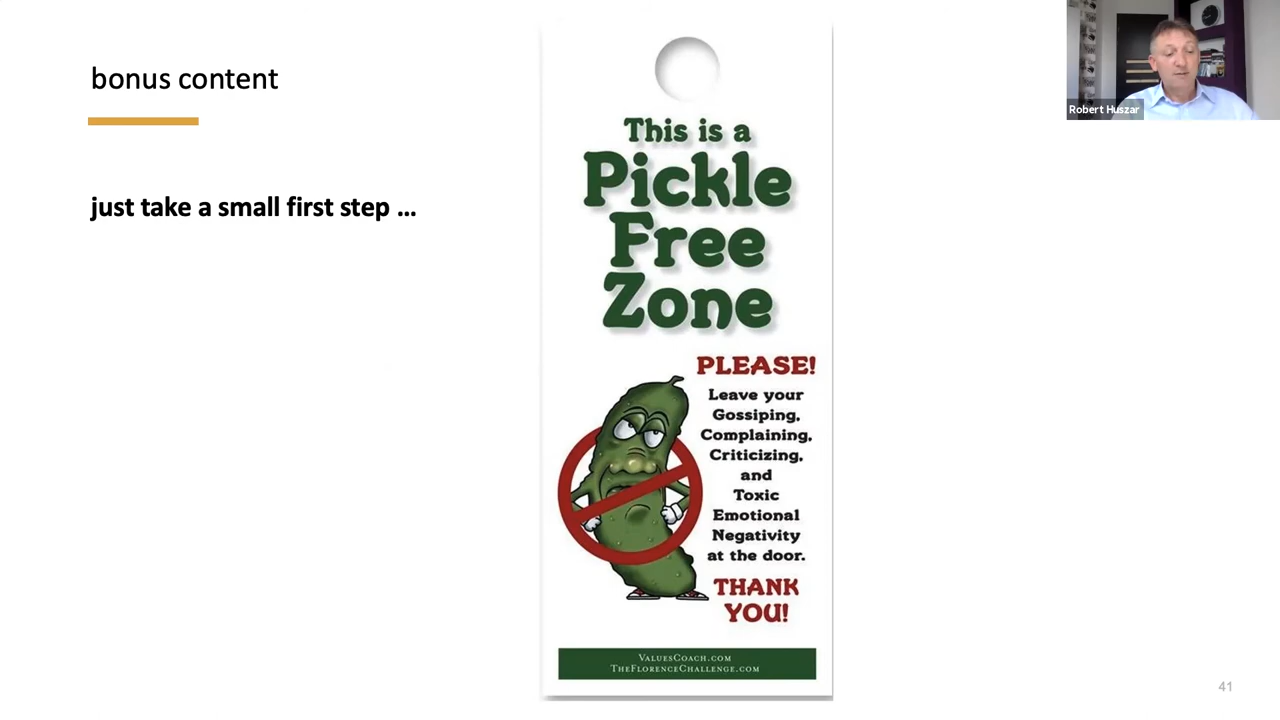 bonus content
just take a small first step ...
This is a
Pickle
Free
Zone
PLEASE!
Leave your
Gossiping,
Complaining,
Criticizing,
and
Toxic
Emotional
Negativity
at the door.
THANK
YOU!
ValuesCoach.com
TheFlorenceChallenge.com
Robert Huszar
41